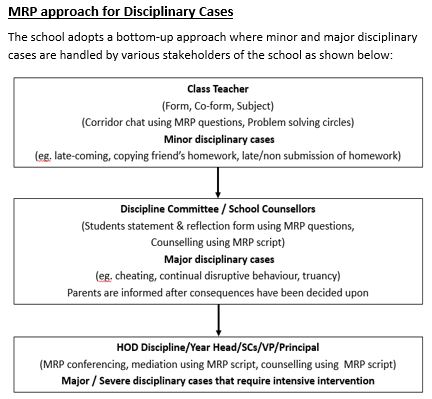 MRP approach for Disciplinary Cases
The school adopts a bottom-up approach where minor and major disciplinary
cases are handled by various stakeholders of the school as shown below:
Class Teacher
(Form, Co-form, Subject)
(Corridor chat using MRP questions, Problem solving circles)
Minor disciplinary cases
(eg. late-coming, copying friend's homework, late/non submission of homework)
Discipline Committee / School Counsellors
(Students statement & reflection form using MRP questions,
Counselling using MRP script)
Major disciplinary cases
(eg. cheating, continual disruptive behaviour, truancy)
Parents are informed after consequences have been decided upon
HOD Discipline/Year Head/SCs/VP/Principal
(MRP conferencing, mediation using MRP script, counselling using MRP script)
Major / Severe disciplinary cases that require intensive intervention